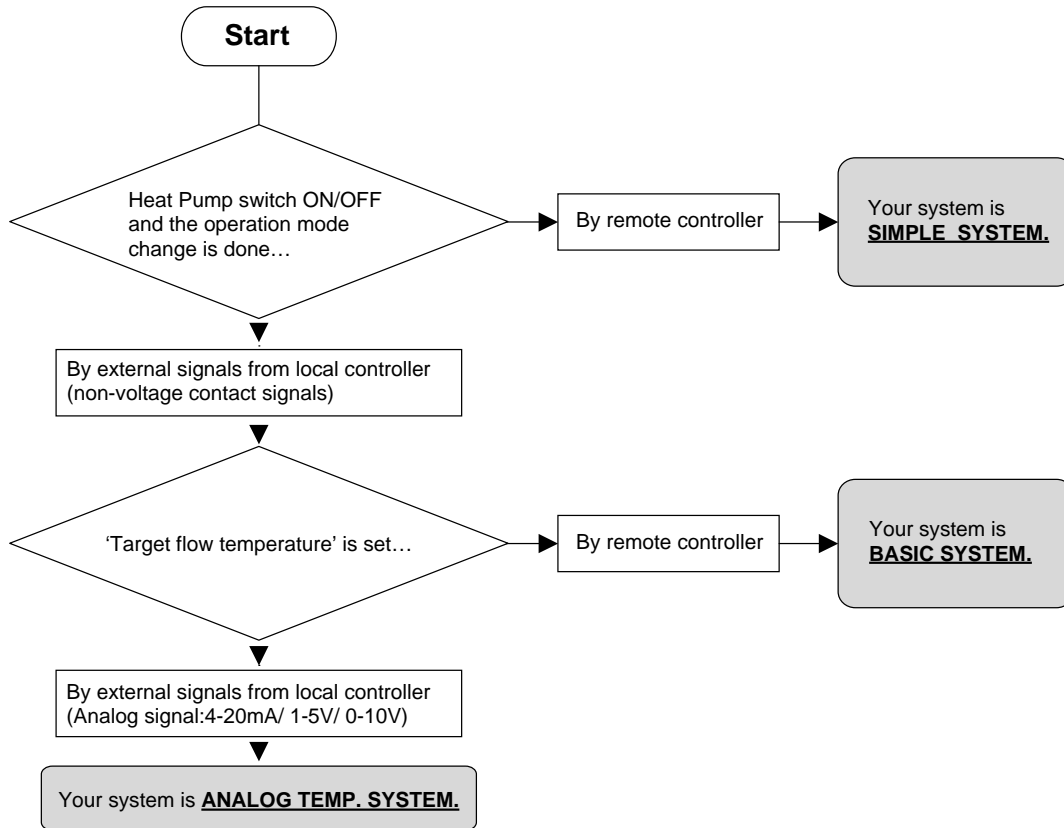 Start
Heat Pump switch ON/OFF
and the operation mode
change is done…
By remote controller
Your system is
SIMPLE SYSTEM.
By external signals from local controller
(non-voltage contact signals)
‘Target flow temperature’ is set…
By remote controller
Your system is
BASIC SYSTEM.
By external signals from local controller
(Analog signal:4-20mA/ 1-5V/ 0-10V)
Your system is ANALOG TEMP. SYSTEM.